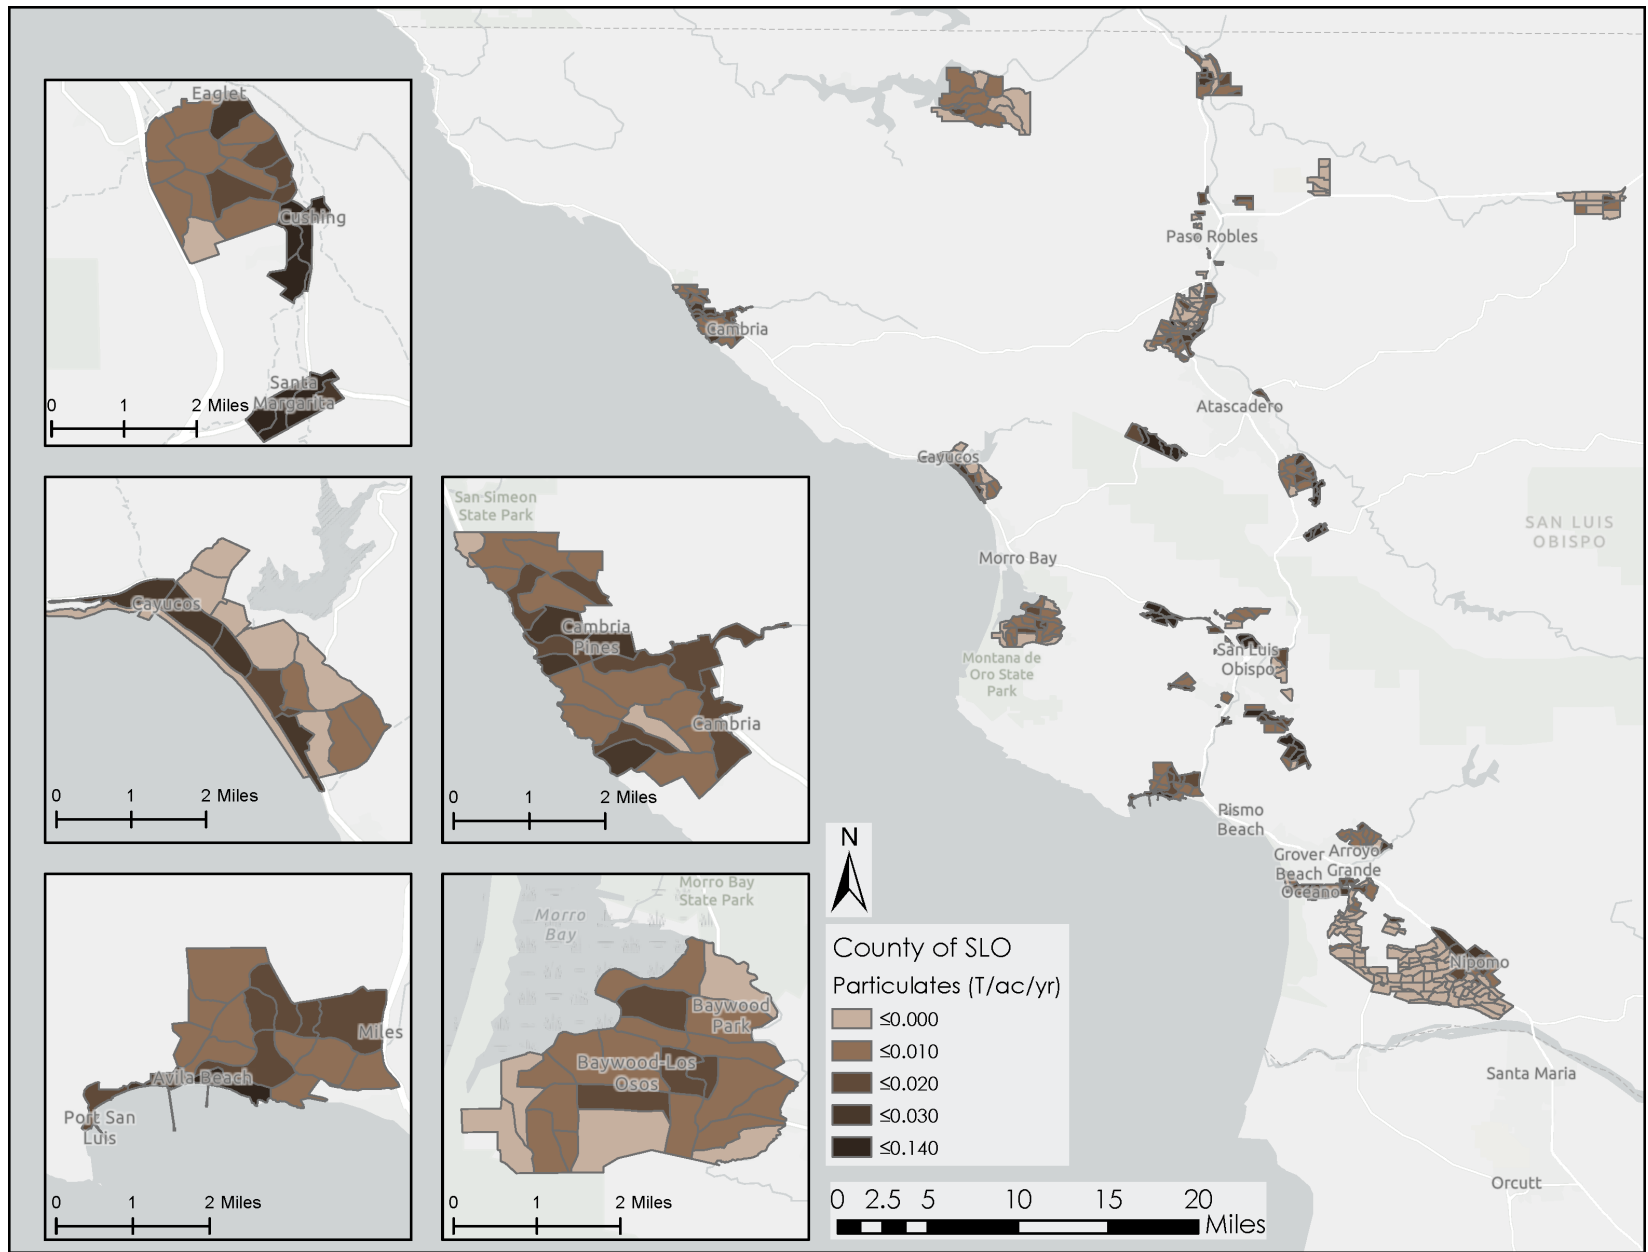 Eaglet
Cushing
Santa
Margarita
0 1 2 Miles
Cayucos
0 1 2 Miles
San Simeon
State Park
Cambria
Pines
Cambria
0 1 2 Miles
Miles
Avila Beach
Port San
Luis
0 1 2 Miles
Morro Bay
State Park
Morro
Bay
Baywood
Park
Baywood-Los
Osos
0 1 2 Miles
Paso Robles
Cambria
Atascadero
Cayucos
SAN LUIS
OBISPO
Morro Bay
San Luis
Obispo
Montana de
Oro State
Park
Pismo
Beach
Grover
Beach
Arroyo
Grande
Oceano
Nipomo
Santa Maria
Orcutt
N
County of SLO
Particulates (T/ac/yr)
≤0.000
≤0.010
≤0.020
≤0.030
≤0.140
0 2.5 5 10 15 20
Miles